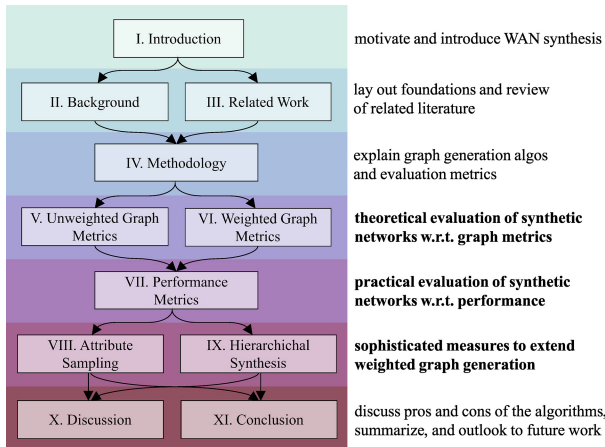 I. Introduction
motivate and introduce WAN synthesis
II. Background
III. Related Work
lay out foundations and review
of related literature
IV. Methodology
explain graph generation algos
and evaluation metrics
V. Unweighted Graph
Metrics
VI. Weighted Graph
Metrics
theoretical evaluation of synthetic
networks w.r.t. graph metrics
VII. Performance
Metrics
practical evaluation of synthetic
networks w.r.t. performance
VIII. Attribute
Sampling
IX. Hierarchichal
Synthesis
sophisticated measures to extend
weighted graph generation
X. Discussion
XI. Conclusion
discuss pros and cons of the algorithms,
summarize, and outlook to future work